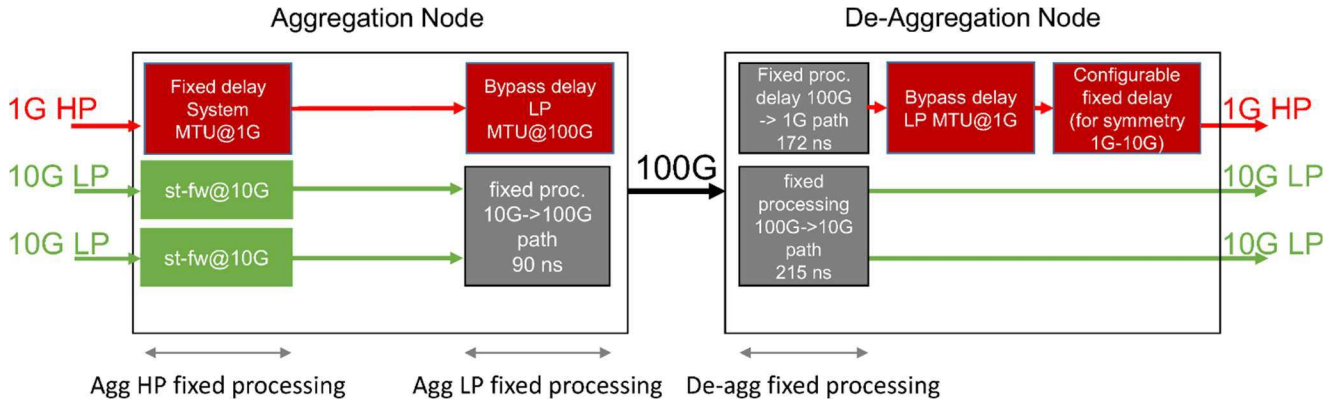 Aggregation Node
De-Aggregation Node
1G HP
10G LP
10G LP
Fixed delay
System
MTU@1G
st-fw@10G
st-fw@10G
Bypass delay
LP
MTU@100G
fixed proc.
10G->100G
path
90 ns
100G
Fixed proc.
delay 100G
-> 1G path
172 ns
fixed
processing
100G->10G
path
215 ns
Bypass delay
LP MTU@1G
Configurable
fixed delay
(for symmetry
1G-10G)
1G HP
10G LP
10G LP
Agg HP fixed processing
Agg LP fixed processing
De-agg fixed processing